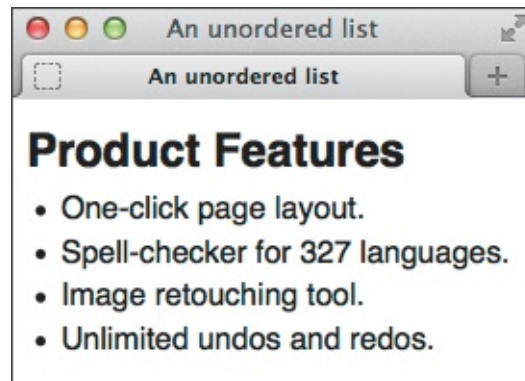 An unordered list
An unordered list
Product Features
• One-click page layout.
• Spell-checker for 327 languages.
• Image retouching tool.
• Unlimited undos and redos.